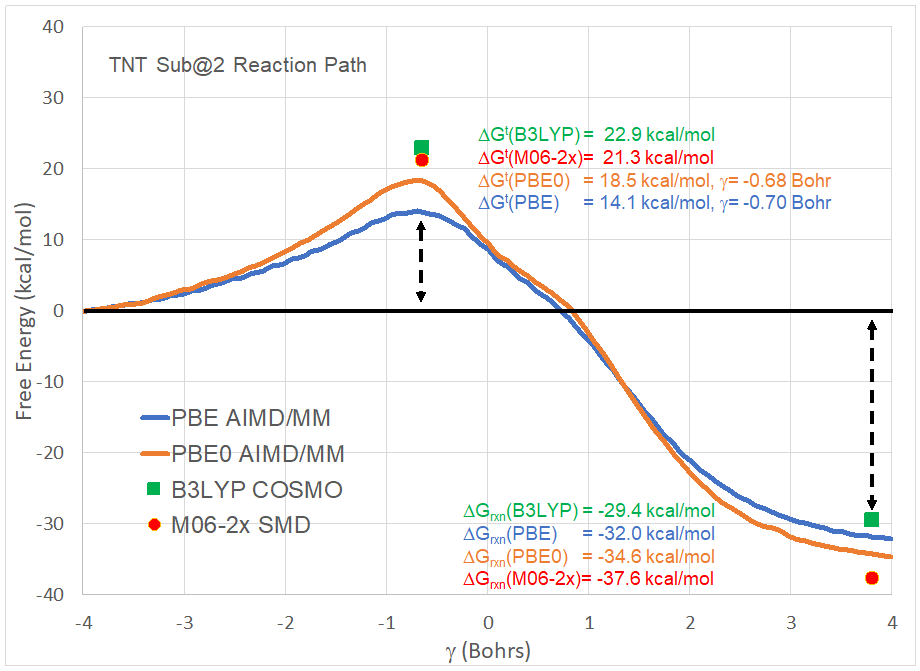 TNT Sub@2 Reaction Path
Free Energy (kcal/mol)
40
30
20
10
0
-10
-20
-30
-40
ΔG^t(B3LYP) = 22.9 kcal/mol
ΔG^t(M06-2x)= 21.3 kcal/mol
ΔG^t(PBE0) = 18.5 kcal/mol, γ= -0.68 Bohr
ΔG^t(PBE) = 14.1 kcal/mol, γ= -0.70 Bohr
PBE AIMD/MM
PBE0 AIMD/MM
B3LYP COSMO
M06-2x SMD
ΔGrxn(B3LYP) = -29.4 kcal/mol
ΔGrxn(PBE) = -32.0 kcal/mol
ΔGrxn(PBE0) = -34.6 kcal/mol
ΔGrxn(M06-2x)= -37.6 kcal/mol
-4 -3 -2 -1 0 1 2 3 4
γ (Bohrs)